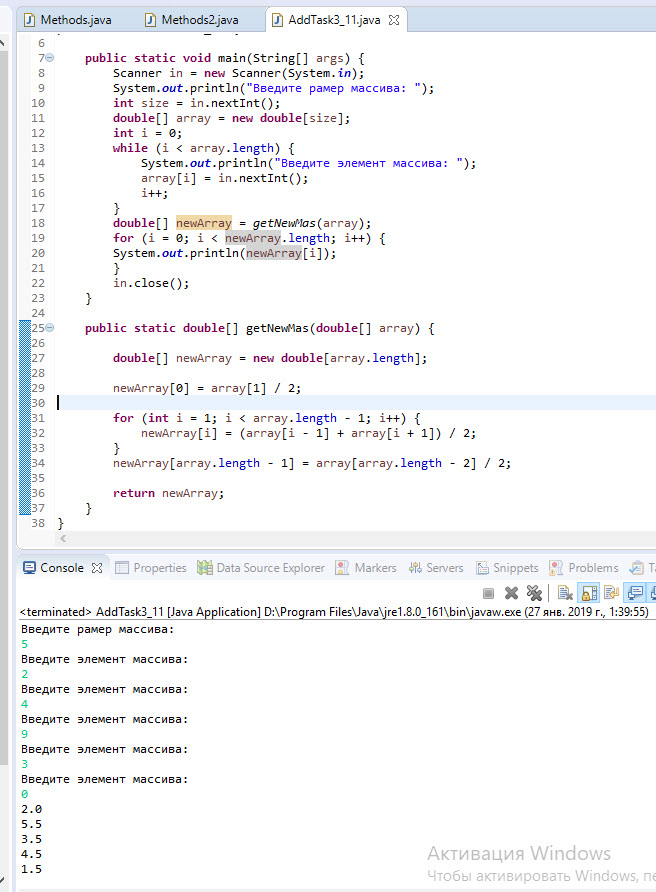 Methods.java Methods2.java AddTask3_11.java
6
7 public static void main(String[] args) {
8 Scanner in = new Scanner(System.in);
9 System.out.println("Введите рамер массива: ");
10 int size = in.nextInt();
11 double[] array = new double[size];
12 int i = 0;
13 while (i < array.length) {
14 System.out.println("Введите элемент массива: ");
15 array[i] = in.nextInt();
16 i++;
17 }
18 double[] newArray = getNewMas(array);
19 for (i = 0; i < newArray.length; i++) {
20 System.out.println(newArray[i]);
21 }
22 in.close();
23 }
24
25 public static double[] getNewMas(double[] array) {
26
27 double[] newArray = new double[array.length];
28
29 newArray[0] = array[1] / 2;
30
31 for (int i = 1; i < array.length - 1; i++) {
32 newArray[i] = (array[i - 1] + array[i + 1]) / 2;
33 }
34 newArray[array.length - 1] = array[array.length - 2] / 2;
35
36 return newArray;
37 }
38 }
Console Properties Data Source Explorer Markers Servers Snippets Problems
<terminated> AddTask3_11 [Java Application] D:\Program Files\Java\jre1.8.0_161\bin\javaw.exe (27 янв. 2019 г., 1:39:55)
Введите рамер массива:
5
Введите элемент массива:
2
Введите элемент массива:
4
Введите элемент массива:
9
Введите элемент массива:
3
Введите элемент массива:
0
2.0
5.5
3.5
4.5
1.5
Активация Windows
Чтобы активировать Windows,